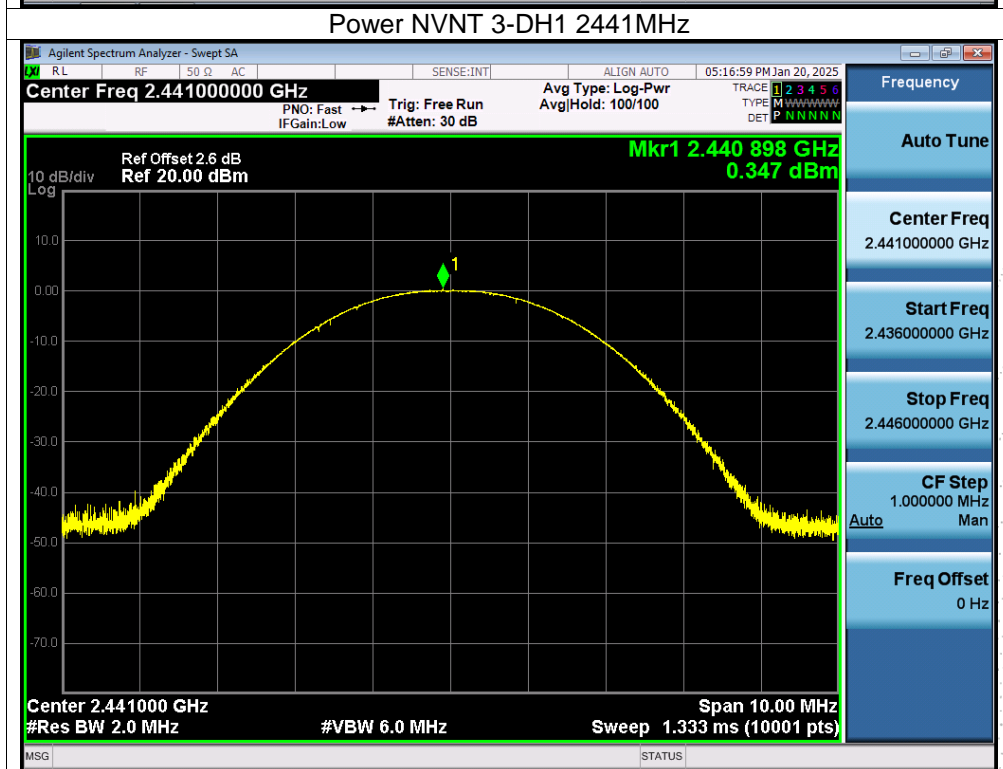 Power NVNT 3-DH1 2441MHz
Agilent Spectrum Analyzer - Swept SA
LXI RL RF 50 Ω AC SENSE:INT ALIGN AUTO 05:16:59 PM Jan 20, 2025
Center Freq 2.441000000 GHz
PNO: Fast
IFGain:Low
Trig: Free Run
#Atten: 30 dB
Avg Type: Log-Pwr
Avg|Hold: 100/100
TRACE 1 2 3 4 5 6
TYPE M WWWWW
DET P N N N N N
Frequency
Auto Tune
Center Freq
2.441000000 GHz
Start Freq
2.436000000 GHz
Stop Freq
2.446000000 GHz
CF Step
1.000000 MHz
Auto Man
Freq Offset
0 Hz
Mkr1 2.440 898 GHz
0.347 dBm
Ref Offset 2.6 dB
10 dB/div Ref 20.00 dBm
Log
1
10.0
0.00
-10.0
-20.0
-30.0
-40.0
-50.0
-60.0
-70.0
Center 2.441000 GHz Span 10.00 MHz
#Res BW 2.0 MHz #VBW 6.0 MHz Sweep 1.333 ms (10001 pts)
MSG STATUS